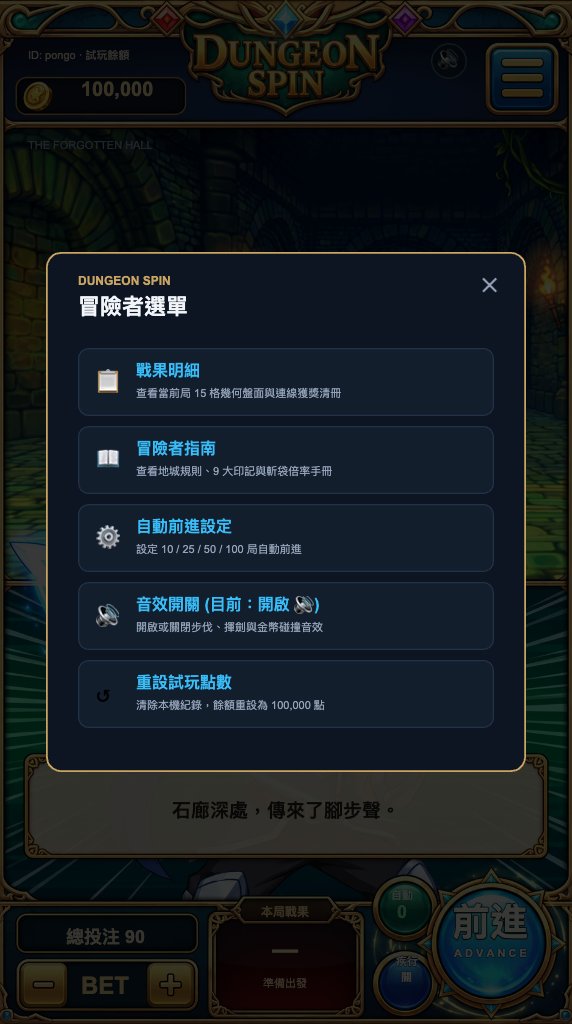 ID: pongo · 試玩餘額
DUNGEON
SPIN
100,000
THE FORGOTTEN HALL
DUNGEON SPIN
冒險者選單
戰果明細
查看當前局 15 格幾何盤面與連線獲獎清冊
冒險者指南
查看地城規則、9 大印記與斬袋倍率手冊
自動前進設定
設定 10 / 25 / 50 / 100 局自動前進
音效開關 (目前：開啟 🔊)
開啟或關閉步伐、揮劍與金幣碰撞音效
重設試玩點數
清除本機紀錄，餘額重設為 100,000 點
石廊深處，傳來了腳步聲。
總投注 90
BET
本局戰果
—
準備出發
自動
0
疾行
關
前進
ADVANCE